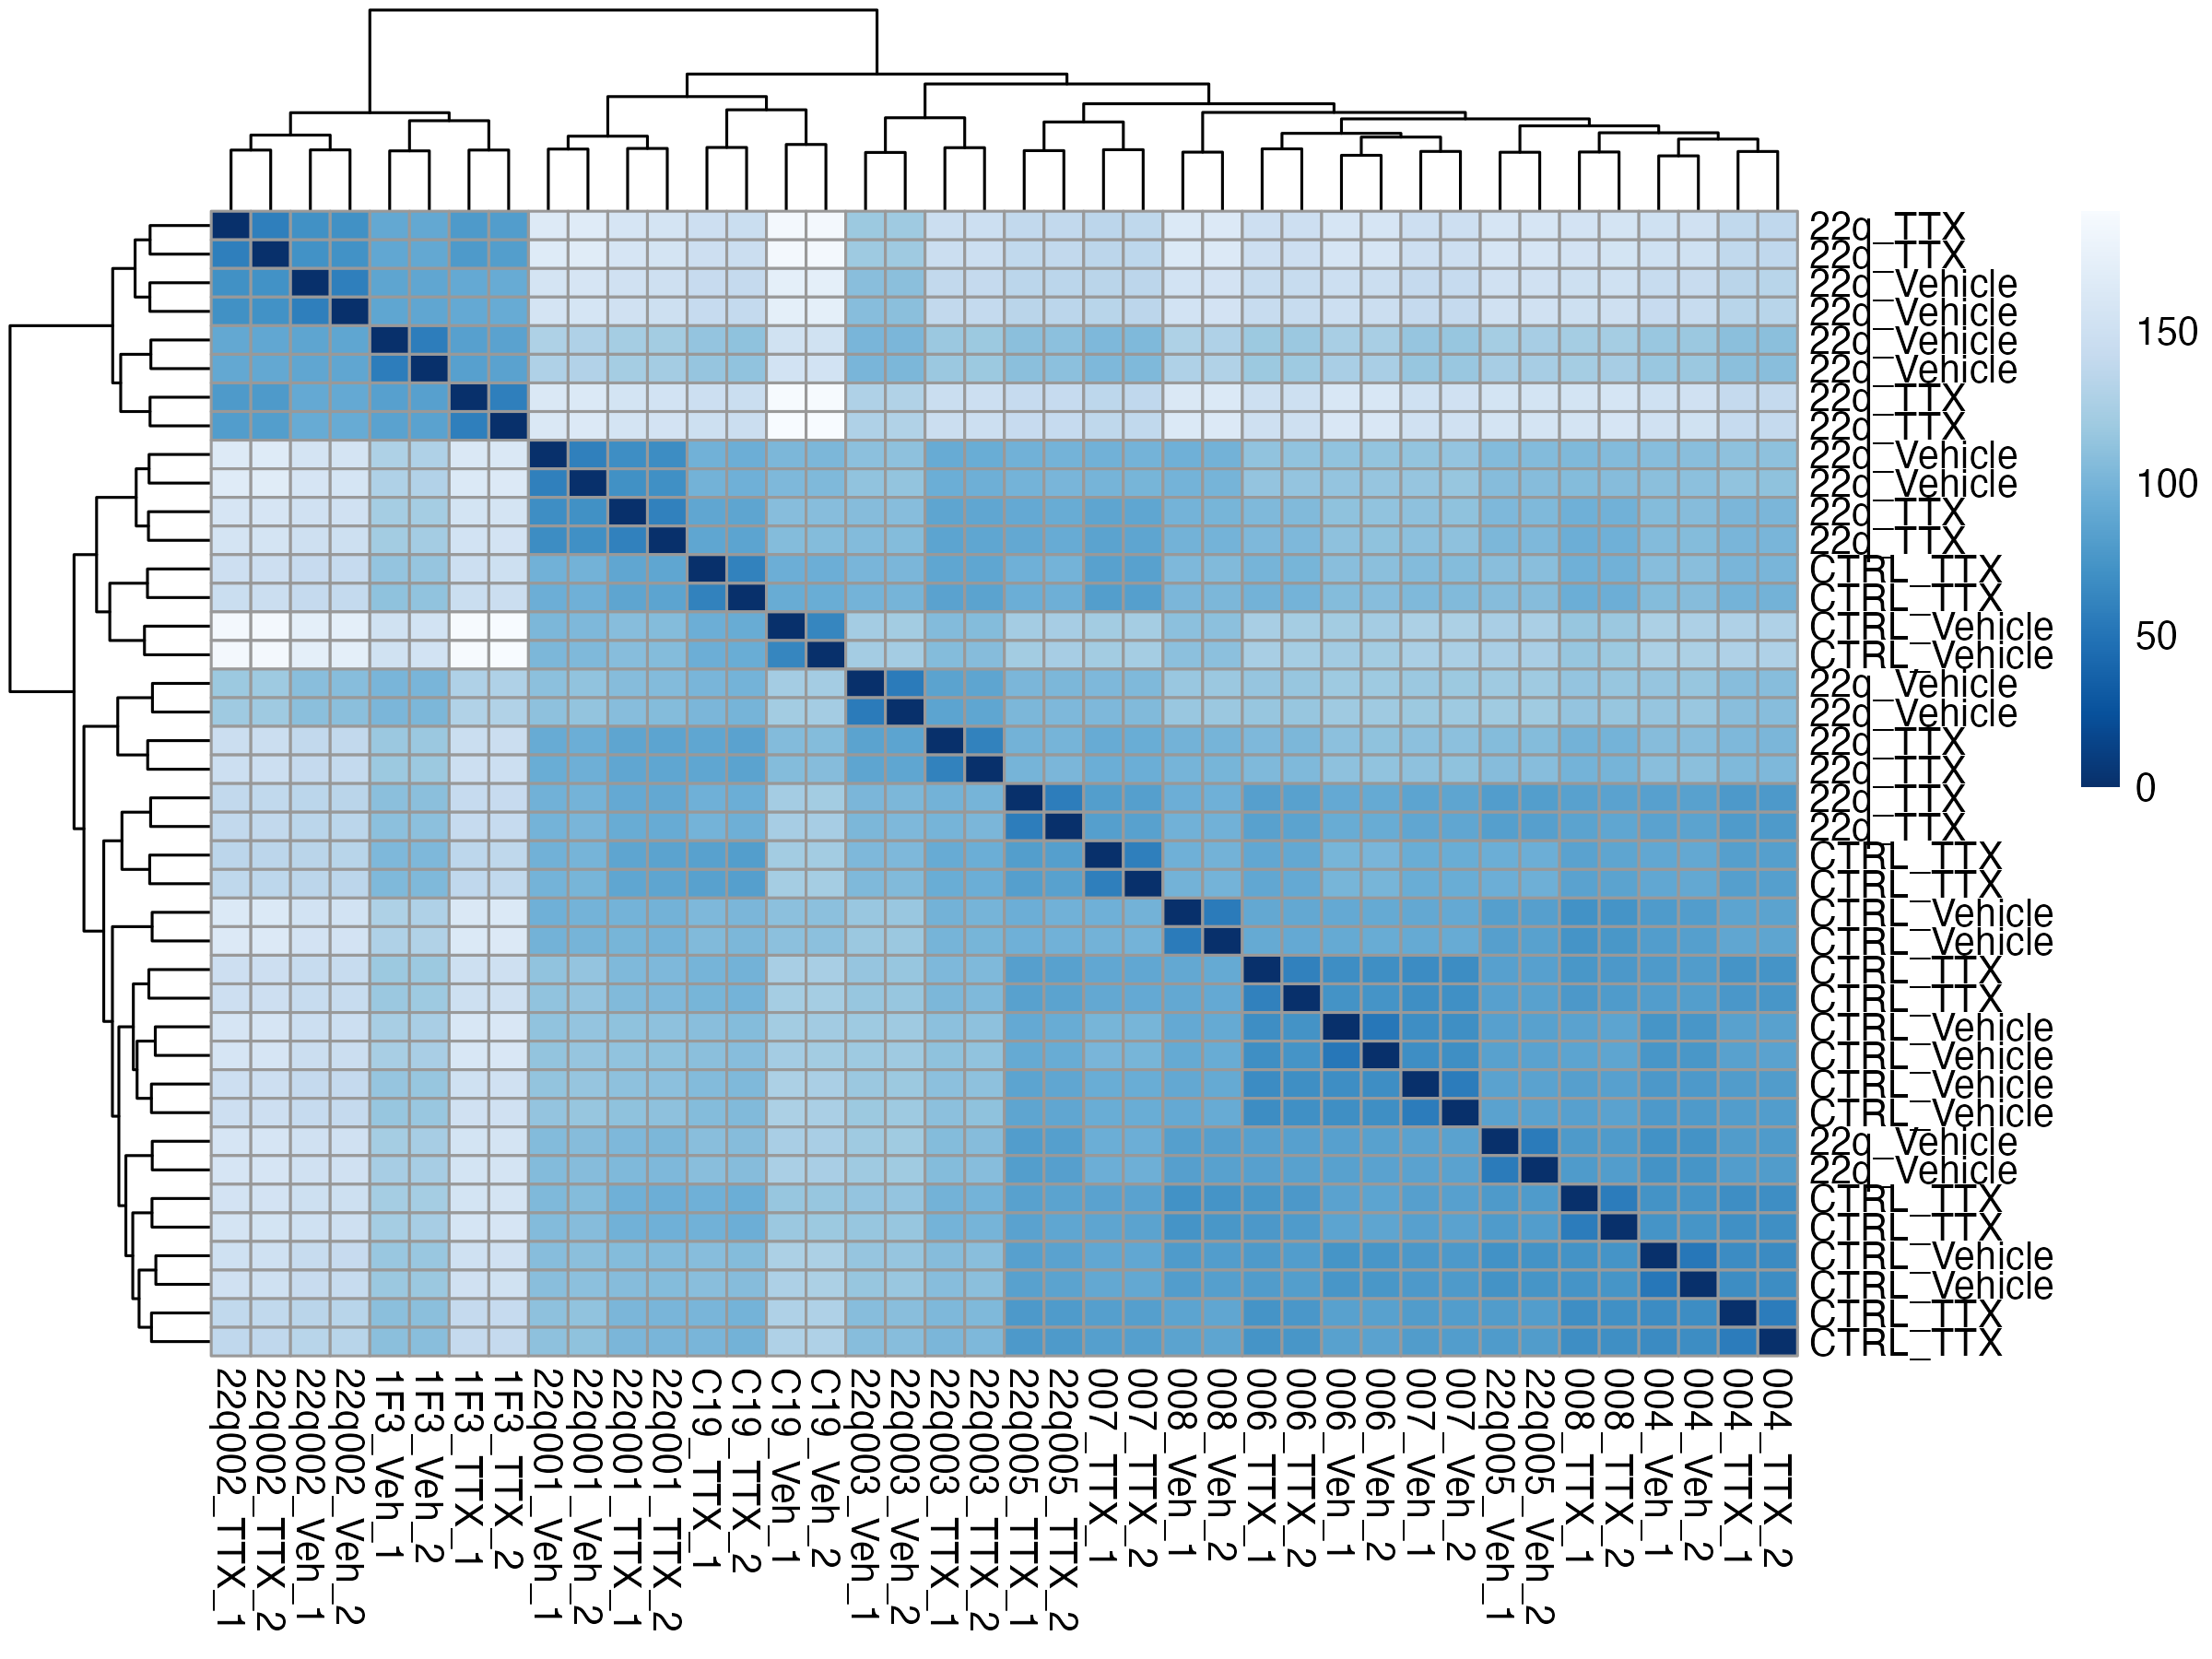 22q_TTX
22q_TTX
22q_Vehicle
22q_Vehicle
22q_Vehicle
22q_Vehicle
22q_TTX
22q_TTX
22q_Vehicle
22q_Vehicle
22q_TTX
22q_TTX
CTRL_TTX
CTRL_TTX
CTRL_Vehicle
CTRL_Vehicle
22q_Vehicle
22q_Vehicle
22q_TTX
22q_TTX
22q_TTX
22q_TTX
CTRL_TTX
CTRL_TTX
CTRL_Vehicle
CTRL_Vehicle
CTRL_TTX
CTRL_TTX
CTRL_Vehicle
CTRL_Vehicle
CTRL_Vehicle
CTRL_Vehicle
22q_Vehicle
22q_Vehicle
CTRL_TTX
CTRL_TTX
CTRL_Vehicle
CTRL_Vehicle
CTRL_TTX
CTRL_TTX
150
100
50
0
22q002_TTX_1
22q002_TTX_2
22q002_Veh_1
22q002_Veh_2
1F3_Veh_1
1F3_Veh_2
1F3_TTX_1
1F3_TTX_2
22q001_Veh_1
22q001_Veh_2
22q001_TTX_1
22q001_TTX_2
C19_TTX_1
C19_TTX_2
C19_Veh_1
C19_Veh_2
22q003_Veh_1
22q003_Veh_2
22q003_TTX_1
22q003_TTX_2
22q005_TTX_1
22q005_TTX_2
007_TTX_1
007_TTX_2
008_Veh_1
008_Veh_2
006_TTX_1
006_TTX_2
006_Veh_1
006_Veh_2
007_Veh_1
007_Veh_2
22q005_Veh_1
22q005_Veh_2
008_TTX_1
008_TTX_2
004_Veh_1
004_Veh_2
004_TTX_1
004_TTX_2